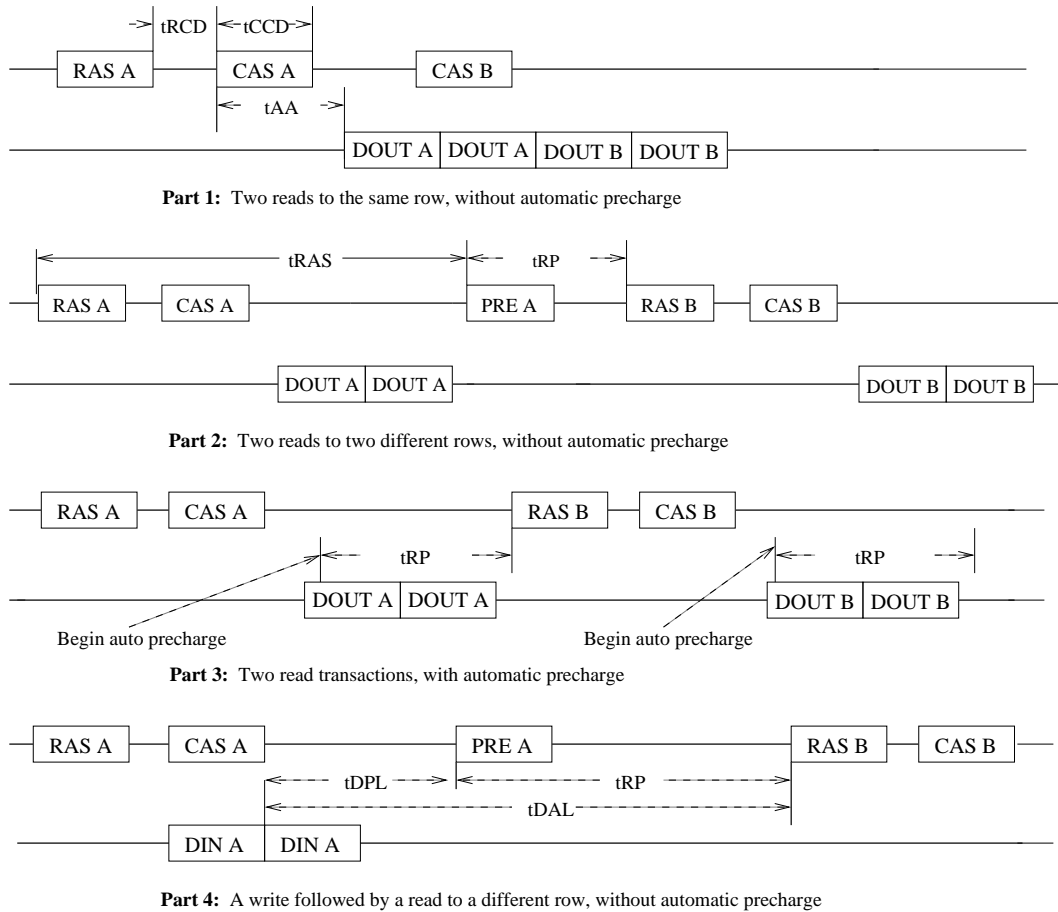 tRCD tCCD
RAS A CAS A CAS B
tAA
DOUT A DOUT A DOUT B DOUT B
Part 1: Two reads to the same row, without automatic precharge
tRAS tRP
RAS A CAS A PRE A RAS B CAS B
DOUT A DOUT A DOUT B DOUT B
Part 2: Two reads to two different rows, without automatic precharge
RAS A CAS A RAS B CAS B
tRP tRP
DOUT A DOUT A DOUT B DOUT B
Begin auto precharge Begin auto precharge
Part 3: Two read transactions, with automatic precharge
RAS A CAS A PRE A RAS B CAS B
tDPL tRP
tDAL
DIN A DIN A
Part 4: A write followed by a read to a different row, without automatic precharge